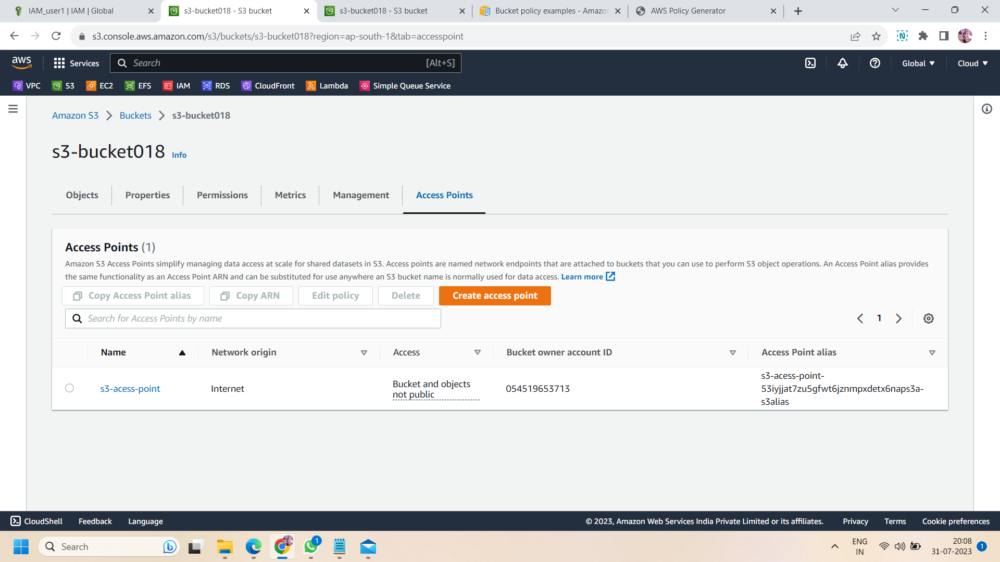 IAM_user1 | IAM | Global
s3-bucket018 - S3 bucket
s3-bucket018 - S3 bucket
Bucket policy examples - Amazon
AWS Policy Generator
s3.console.aws.amazon.com/s3/buckets/s3-bucket018?region=ap-south-1&tab=accesspoint
aws
Services
Search
[Alt+S]
Global
Cloud
VPC
S3
EC2
EFS
IAM
RDS
CloudFront
Lambda
Simple Queue Service
Amazon S3
Buckets
s3-bucket018
s3-bucket018 Info
Objects
Properties
Permissions
Metrics
Management
Access Points
Access Points (1)
Amazon S3 Access Points simplify managing data access at scale for shared datasets in S3. Access points are named network endpoints that are attached to buckets that you can use to perform S3 object operations. An Access Point alias provides
the same functionality as an Access Point ARN and can be substituted for use anywhere an S3 bucket name is normally used for data access. Learn more
Copy Access Point alias
Copy ARN
Edit policy
Delete
Create access point
Search for Access Points by name
1
Name
Network origin
Access
Bucket owner account ID
Access Point alias
s3-acess-point
Internet
Bucket and objects
not public
054519653713
s3-acess-point-
53iyjjat7zu5gfwt6jznmpxdetx6naps3a-
s3alias
CloudShell
Feedback
Language
© 2023, Amazon Web Services India Private Limited or its affiliates.
Privacy
Terms
Cookie preferences
Search
1
ENG
IN
20:08
31-07-2023
1